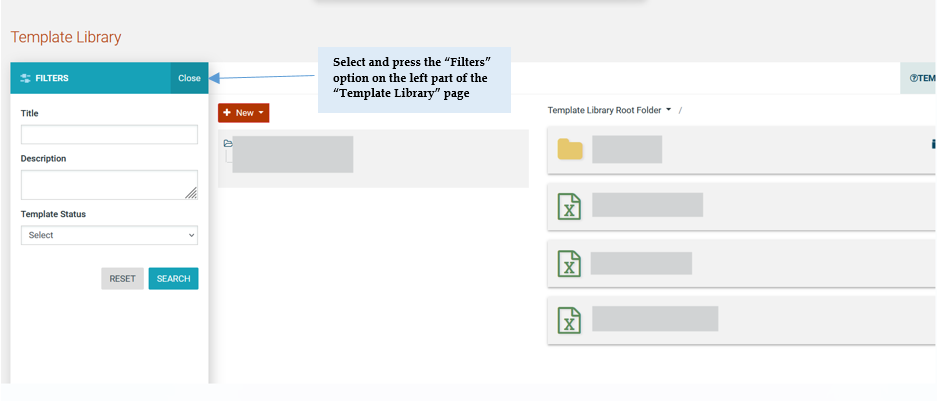 Template Library
FILTERS
Close
Select and press the “Filters”
option on the left part of the
“Template Library” page
Title
Description
Template Status
Select
RESET
SEARCH
+ New
Template Library Root Folder /
?TEM